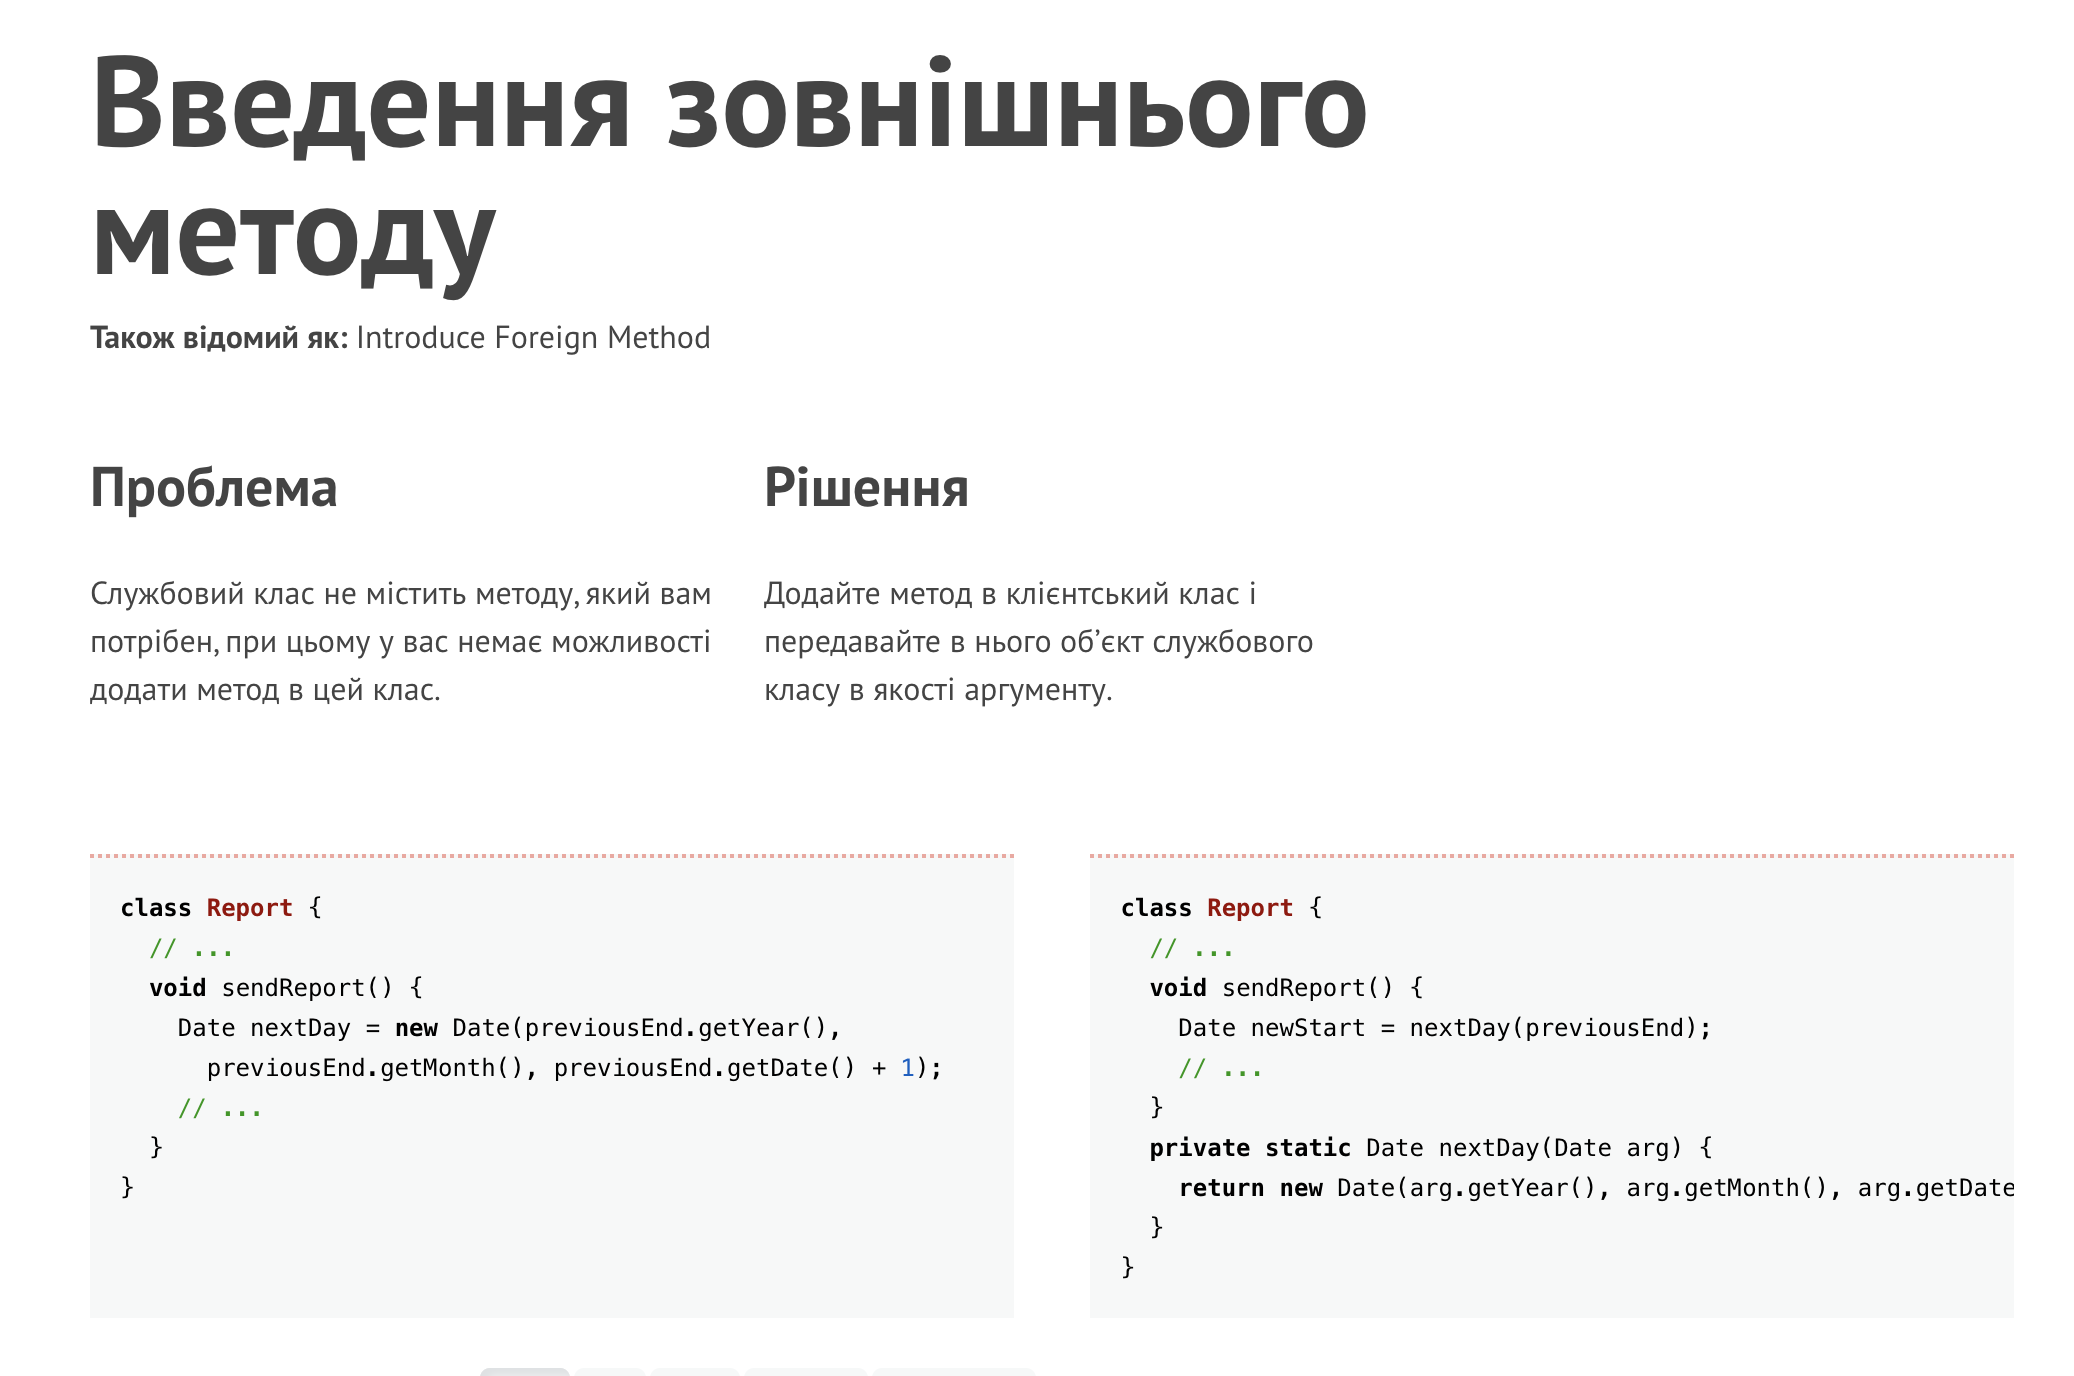 Введення зовнішнього
методу
Також відомий як: Introduce Foreign Method
Проблема
Службовий клас не містить методу, який вам
потрібен, при цьому у вас немає можливості
додати метод в цей клас.
Рішення
Додайте метод в клієнтський клас і
передавайте в нього об’єкт службового
класу в якості аргументу.
class Report {
  // ...
  void sendReport() {
    Date nextDay = new Date(previousEnd.getYear(),
      previousEnd.getMonth(), previousEnd.getDate() + 1);
    // ...
  }
}
class Report {
  // ...
  void sendReport() {
    Date newStart = nextDay(previousEnd);
    // ...
  }
  private static Date nextDay(Date arg) {
    return new Date(arg.getYear(), arg.getMonth(), arg.getDate
  }
}